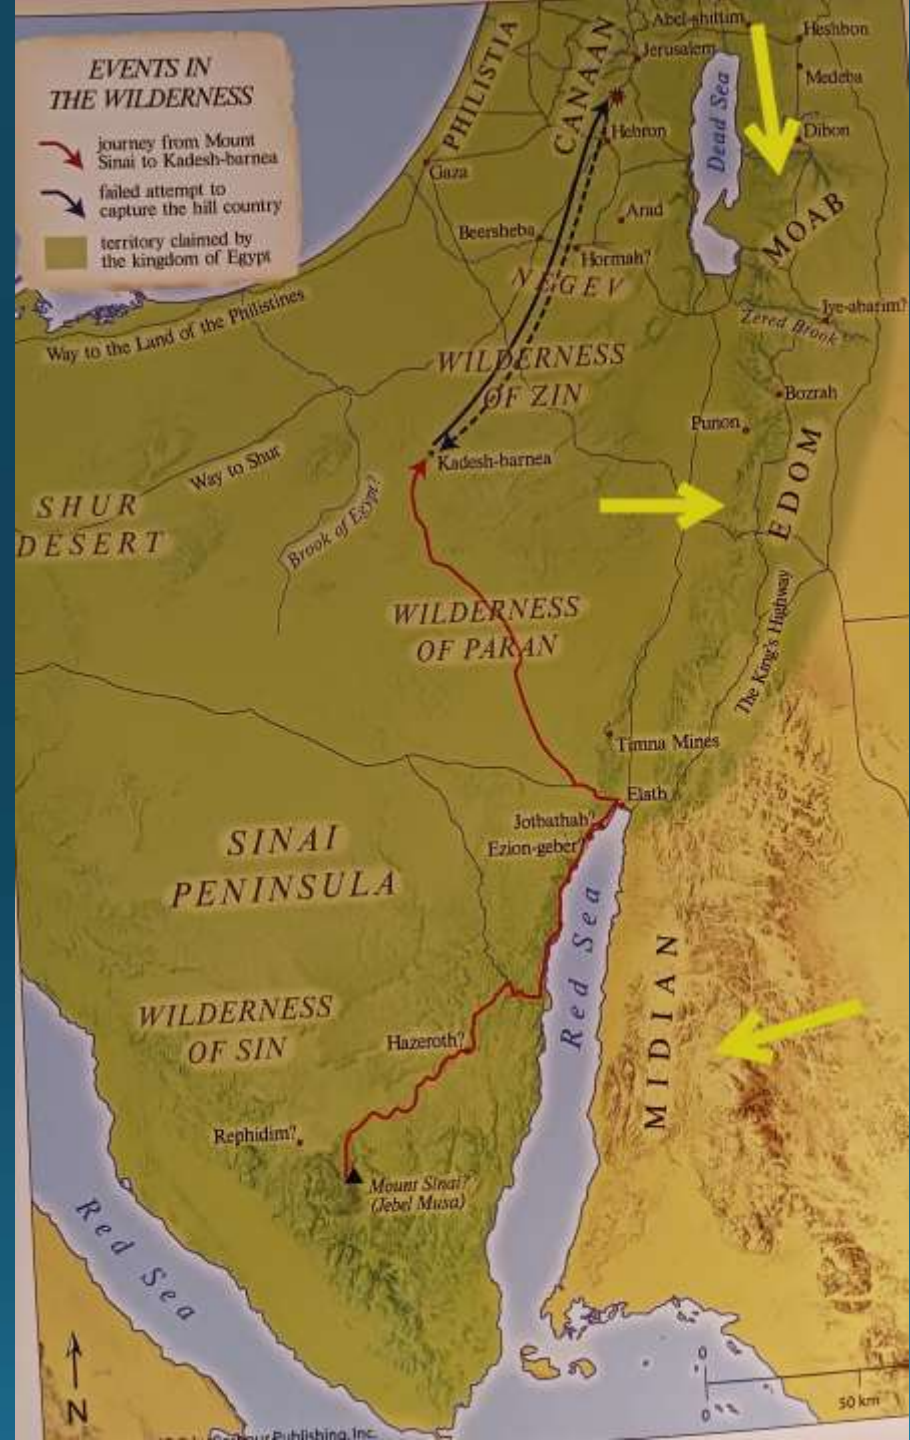 EVENTS IN
THE WILDERNESS
journey from Mount
Sinai to Kadesh-barnea
failed attempt to
capture the hill country
territory claimed by
the kingdom of Egypt
PHILISTIA
CANAAN
Abel-shittim
Heshbon
Jerusalem
Medeba
Dead Sea
Hebron
Dibon
Gaza
Arad
MOAB
Beersheba
Hormah?
NEGEV
Iye-abarim?
Zered Brook
Way to the Land of the Philistines
WILDERNESS
OF ZIN
Bozrah
Punon
Kadesh-barnea
Way to Shur
EDOM
SHUR
DESERT
Brook of Egypt?
WILDERNESS
OF PARAN
The King's Highway
Timna Mines
Elath
Jotbathah?
Ezion-geber?
SINAI
PENINSULA
Red Sea
MIDIAN
WILDERNESS
OF SIN
Hazeroth?
Rephidim?
Mount Sinai?
(Jebel Musa)
Red Sea
N
0
50 km
0
Publishing, Inc.